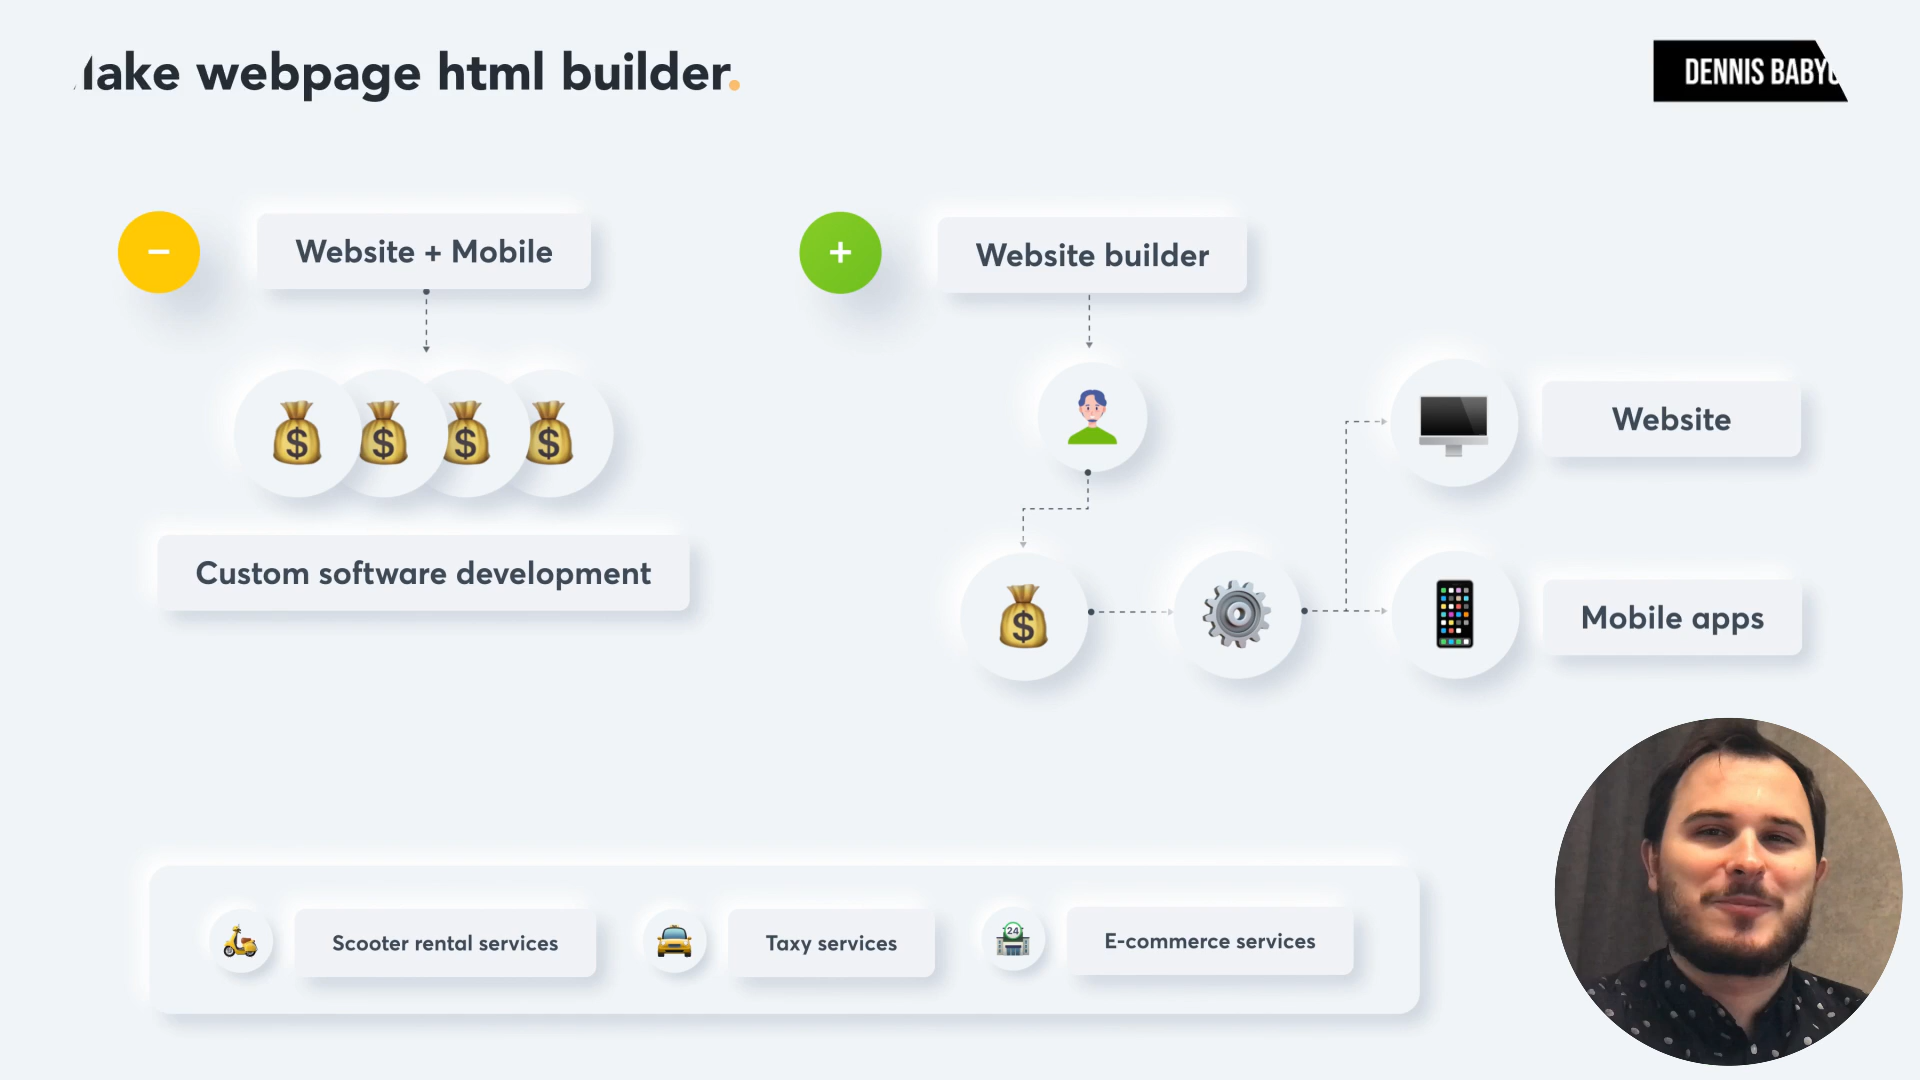 lake webpage html builder.
DENNIS BABY
Website + Mobile
Website builder
$ $ $ $
Website
Custom software development
$
Mobile apps
Scooter rental services
Taxy services
24
E-commerce services